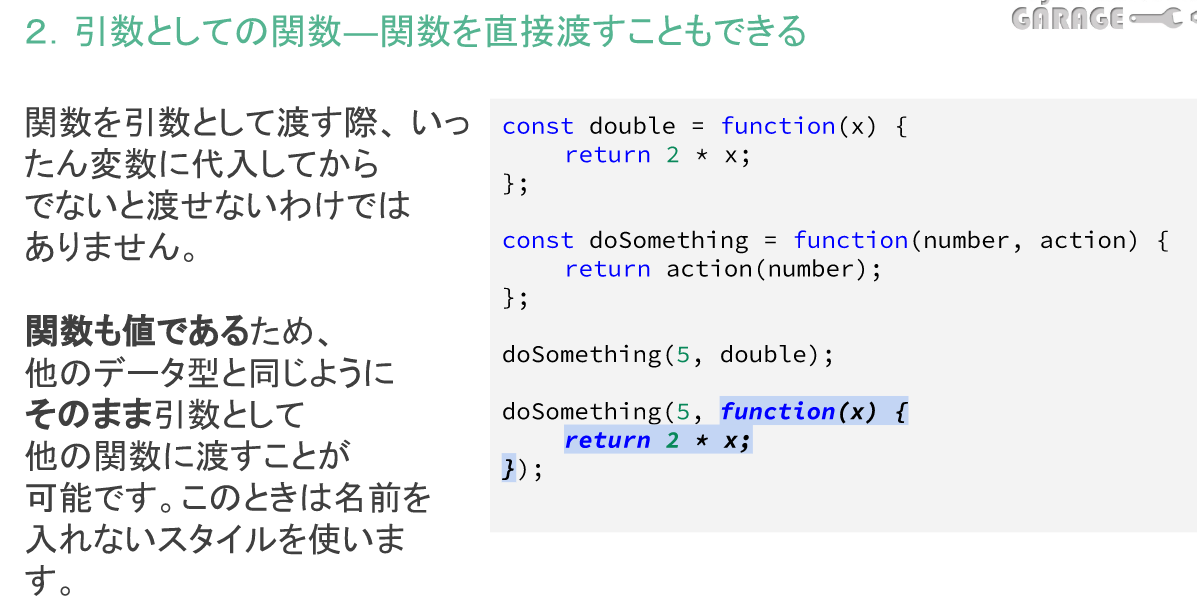 ２．引数としての関数―関数を直接渡すこともできる
GÁRAGE
関数を引数として渡す際、いっ
たん変数に代入してから
でないと渡せないわけでは
ありません。
関数も値であるため、
他のデータ型と同じように
そのまま引数として
他の関数に渡すことが
可能です。このときは名前を
入れないスタイルを使いま
す。
const double = function(x) {
    return 2 * x;
};
const doSomething = function(number, action) {
    return action(number);
};
doSomething(5, double);
doSomething(5, function(x) {
    return 2 * x;
});